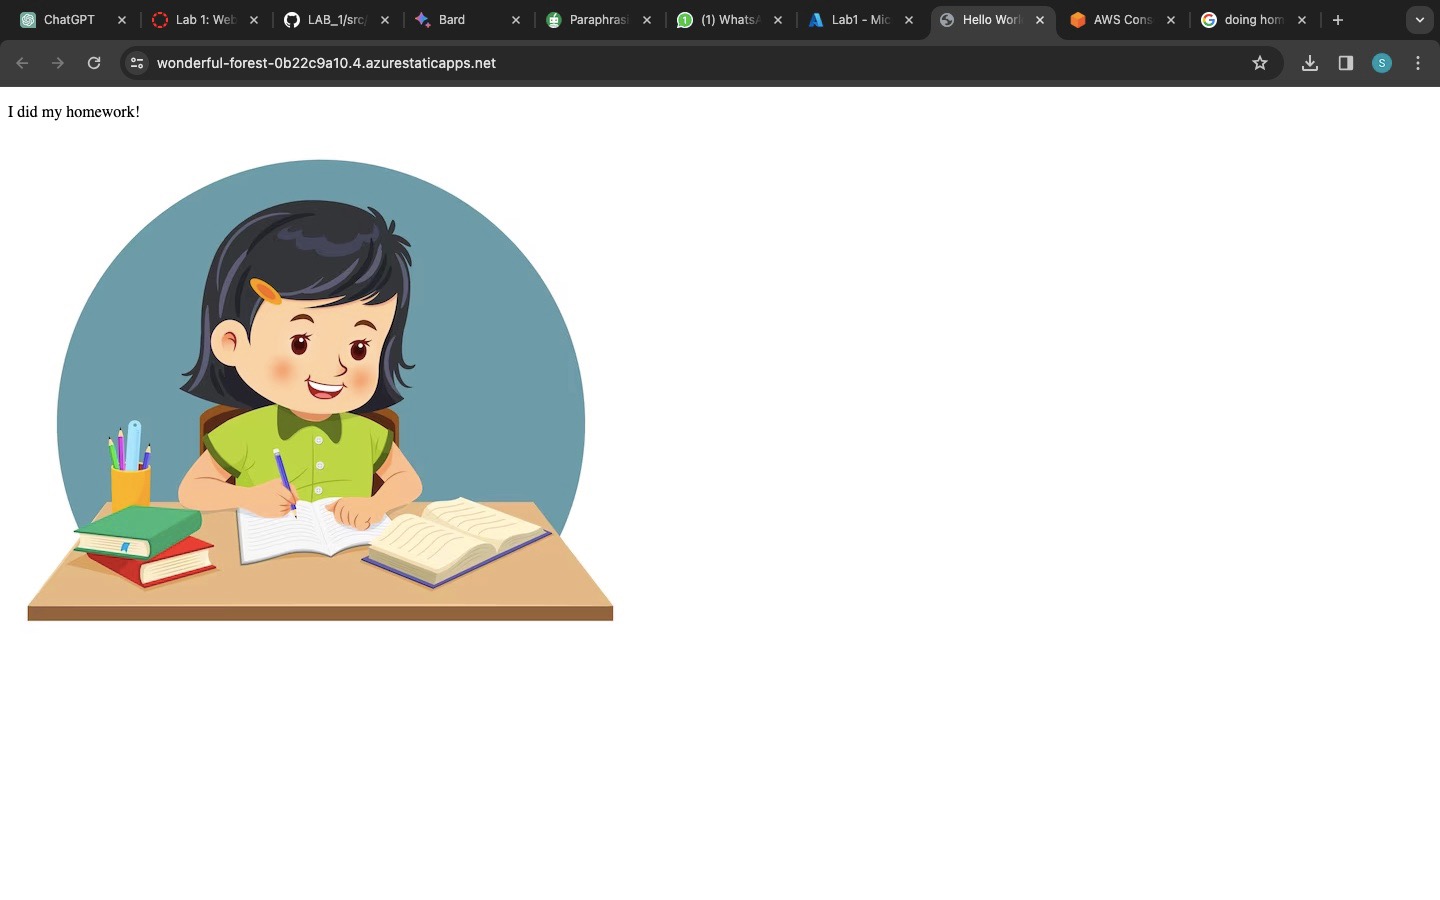 ChatGPT
Lab 1: Web
LAB_1/src/
Bard
Paraphrasi
(1) WhatsA
Lab1 - Mic
Hello Worl
AWS Cons
doing hom
wonderful-forest-0b22c9a10.4.azurestaticapps.net
S
I did my homework!